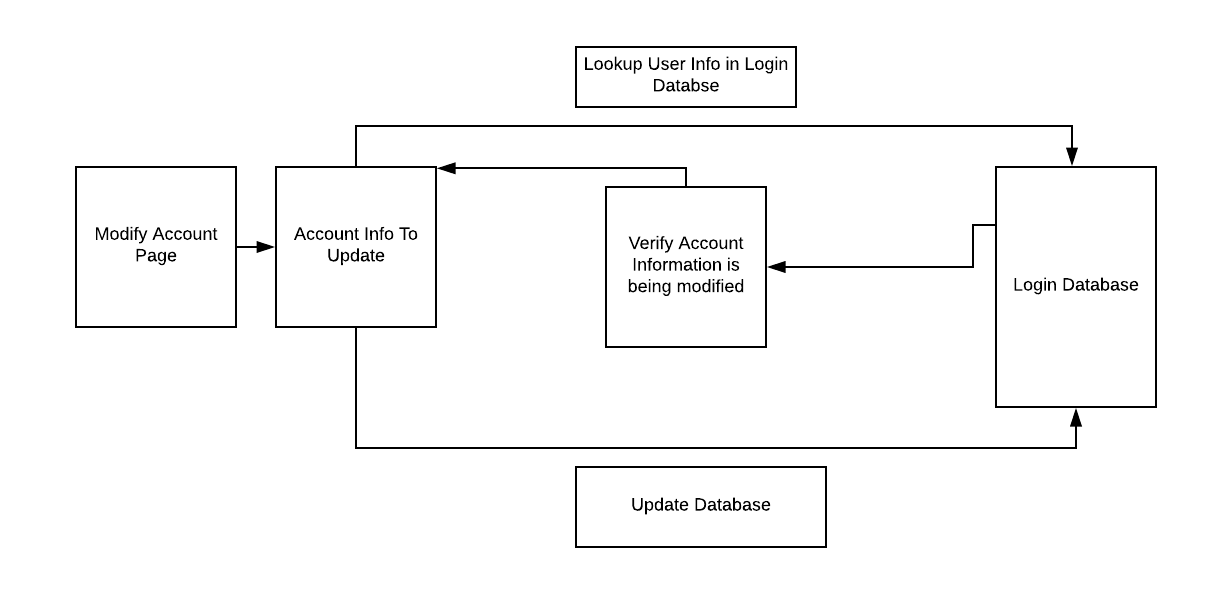 Lookup User Info in Login
Databse
Modify Account
Page
Account Info To
Update
Verify Account
Information is
being modified
Login Database
Update Database